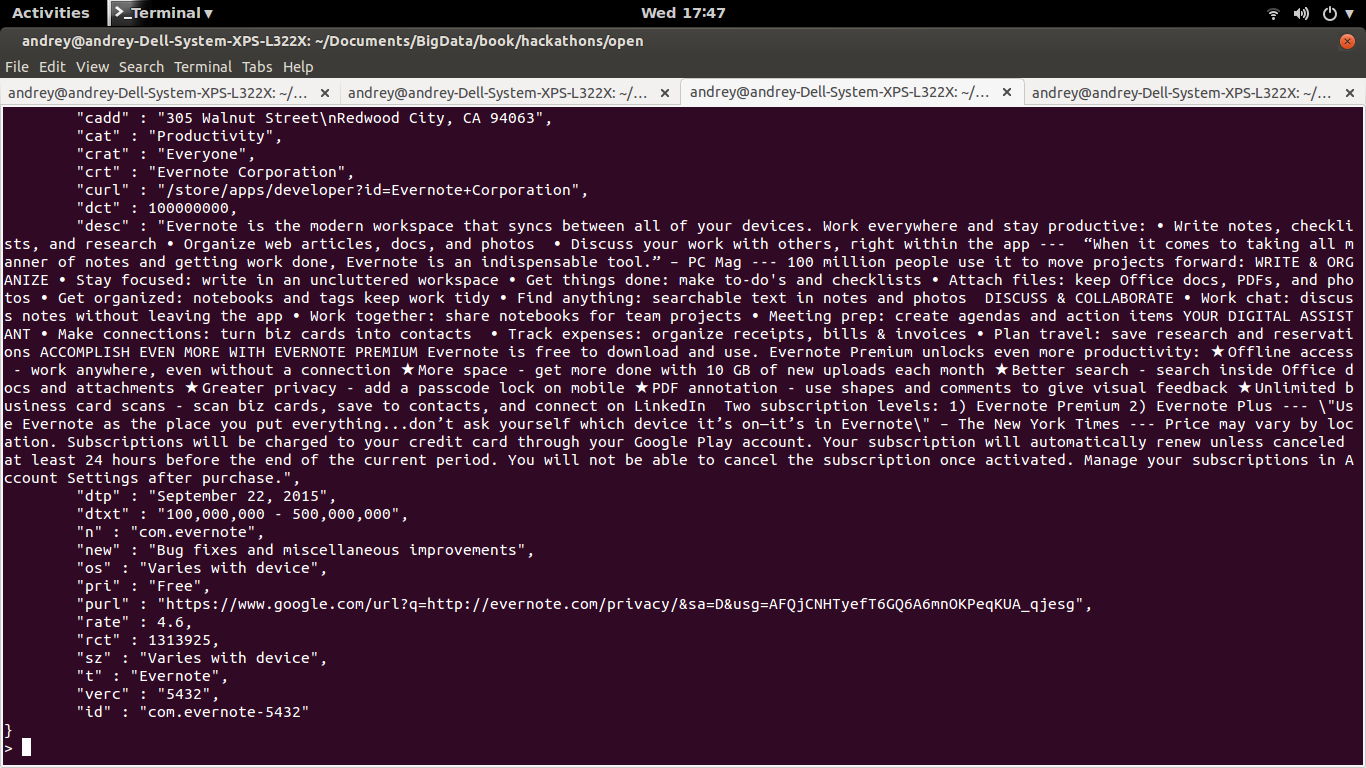 Activities Terminal Wed 17:47
andrey@andrey-Dell-System-XPS-L322X: ~/Documents/BigData/book/hackathons/open
File Edit View Search Terminal Tabs Help
andrey@andrey-Dell-System-XPS-L322X: ~/... andrey@andrey-Dell-System-XPS-L322X: ~/... andrey@andrey-Dell-System-XPS-L322X: ~/... andrey@andrey-Dell-System-XPS-L322X: ~/...
"cadd" : "305 Walnut Street\nRedwood City, CA 94063",
"cat" : "Productivity",
"crat" : "Everyone",
"crt" : "Evernote Corporation",
"curl" : "/store/apps/developer?id=Evernote+Corporation",
"dct" : 100000000,
"desc" : "Evernote is the modern workspace that syncs between all of your devices. Work everywhere and stay productive: • Write notes, checkli
sts, and research • Organize web articles, docs, and photos  • Discuss your work with others, right within the app ---  “When it comes to taking all m
anner of notes and getting work done, Evernote is an indispensable tool.” – PC Mag --- 100 million people use it to move projects forward: WRITE & ORG
ANIZE • Stay focused: write in an uncluttered workspace • Get things done: make to-do's and checklists • Attach files: keep Office docs, PDFs, and pho
tos • Get organized: notebooks and tags keep work tidy • Find anything: searchable text in notes and photos  DISCUSS & COLLABORATE • Work chat: discus
s notes without leaving the app • Work together: share notebooks for team projects • Meeting prep: create agendas and action items YOUR DIGITAL ASSIST
ANT • Make connections: turn biz cards into contacts  • Track expenses: organize receipts, bills & invoices • Plan travel: save research and reservati
ons ACCOMPLISH EVEN MORE WITH EVERNOTE PREMIUM Evernote is free to download and use. Evernote Premium unlocks even more productivity: ★Offline access
 - work anywhere, even without a connection ★More space - get more done with 10 GB of new uploads each month ★Better search - search inside Office d
ocs and attachments ★Greater privacy - add a passcode lock on mobile ★PDF annotation - use shapes and comments to give visual feedback ★Unlimited b
usiness card scans - scan biz cards, save to contacts, and connect on LinkedIn  Two subscription levels: 1) Evernote Premium 2) Evernote Plus --- \"Us
e Evernote as the place you put everything...don’t ask yourself which device it’s on—it’s in Evernote\" – The New York Times --- Price may vary by loc
ation. Subscriptions will be charged to your credit card through your Google Play account. Your subscription will automatically renew unless canceled
at least 24 hours before the end of the current period. You will not be able to cancel the subscription once activated. Manage your subscriptions in A
ccount Settings after purchase.",
"dtp" : "September 22, 2015",
"dtxt" : "100,000,000 - 500,000,000",
"n" : "com.evernote",
"new" : "Bug fixes and miscellaneous improvements",
"os" : "Varies with device",
"pri" : "Free",
"purl" : "https://www.google.com/url?q=http://evernote.com/privacy/&sa=D&usg=AFQjCNHTyefT6GQ6A6mnOKPeqKUA_qjesg",
"rate" : 4.6,
"rct" : 1313925,
"sz" : "Varies with device",
"t" : "Evernote",
"verc" : "5432",
"id" : "com.evernote-5432"
}
>